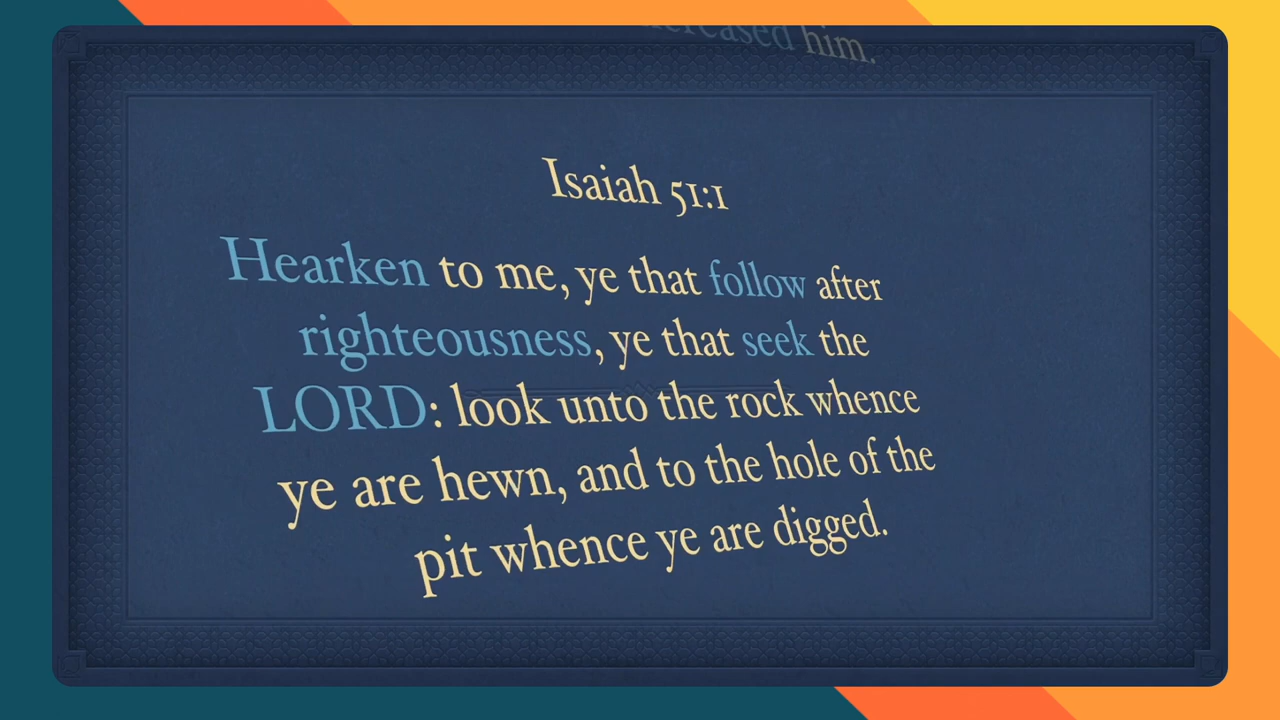 him.
Isaiah 51:1
Hearken to me, ye that follow after
righteousness, ye that seek the
LORD: look unto the rock whence
ye are hewn, and to the hole of the
pit whence ye are digged.